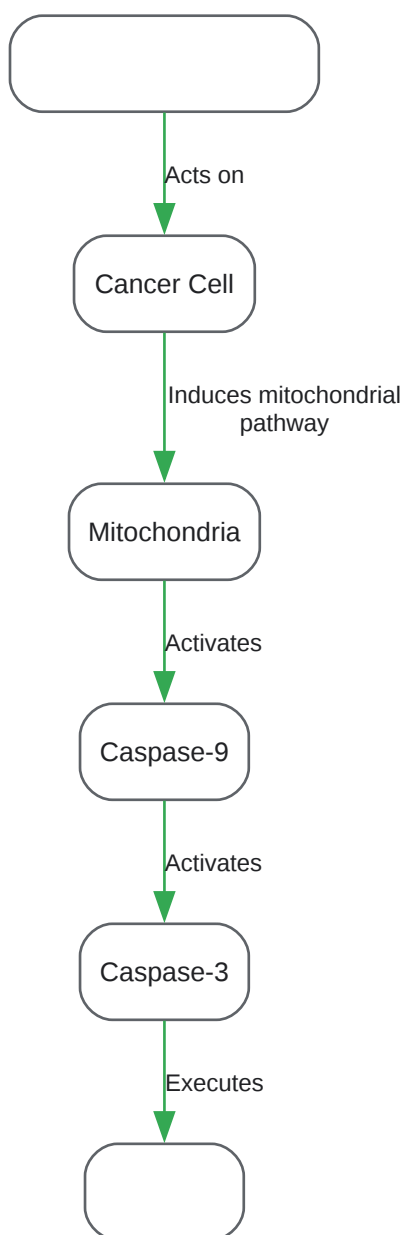 Acts on
Cancer Cell
Induces mitochondrial
pathway
Mitochondria
Activates
Caspase-9
Activates
Caspase-3
Executes